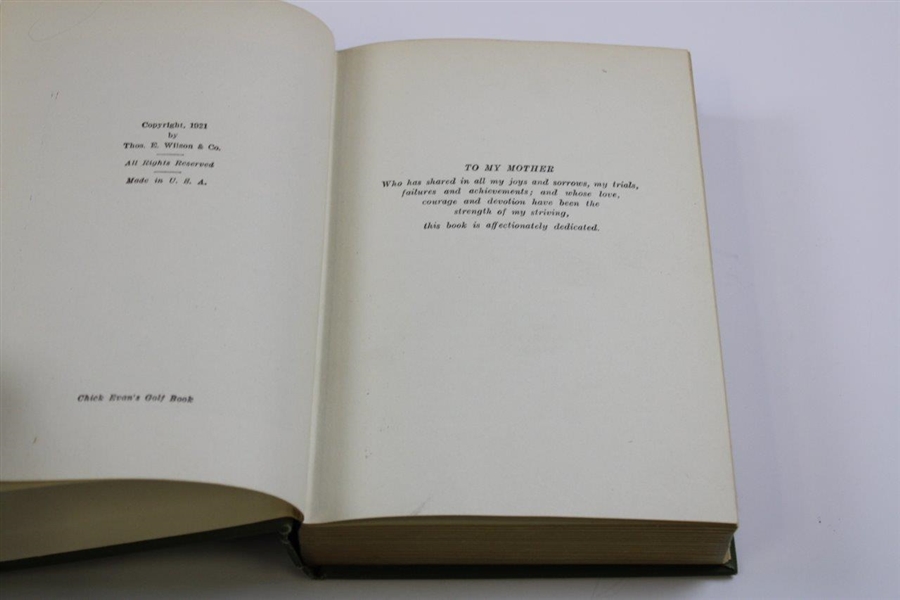 Copyright, 1921
by
Thos. E. Wilson & Co.
All Rights Reserved
Made in U. S. A.
Chick Evan's Golf Book
TO MY MOTHER
Who has shared in all my joys and sorrows, my trials,
failures and achievements; and whose love,
courage and devotion have been the
strength of my striving,
this book is affectionately dedicated.